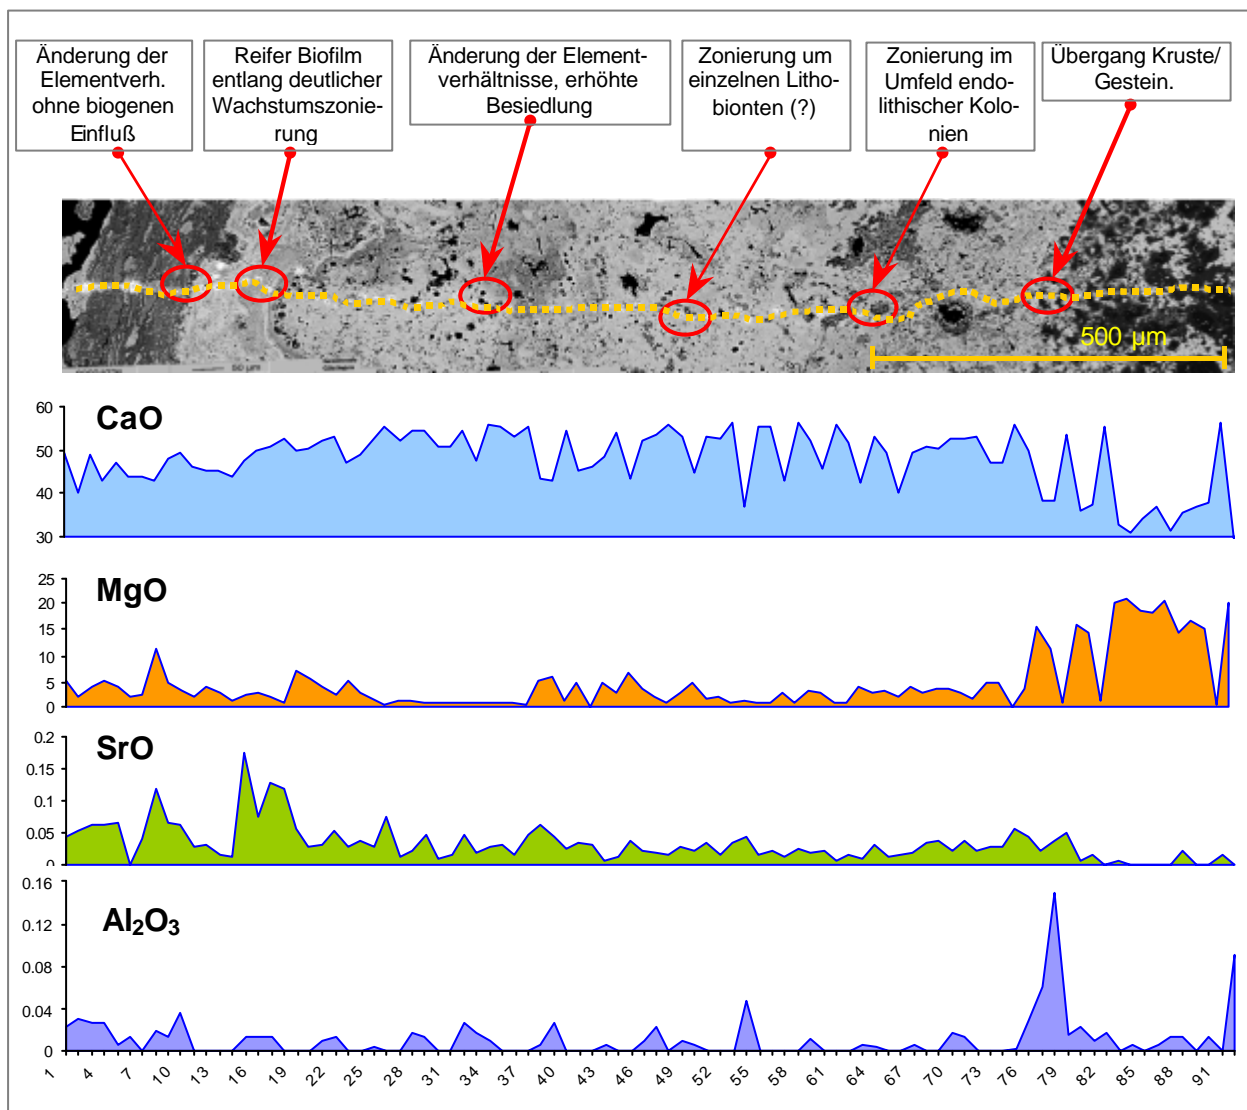 Änderung der
Elementverh.
ohne biogenen
Einfluß
Reifer Biofilm
entlang deutlicher
Wachstumszonie-
rung
Änderung der Element-
verhältnisse, erhöhte
Besiedlung
Zonierung um
einzelnen Litho-
bionten (?)
Zonierung im
Umfeld endo-
lithischer Kolo-
nien
Übergang Kruste/
Gestein.
500 µm
CaO
60
50
40
30
MgO
25
20
15
10
5
0
SrO
0.2
0.15
0.1
0.05
0
Al₂O₃
0.16
0.12
0.08
0.04
0
1 4 7 10 13 16 19 22 25 28 31 34 37 40 43 46 49 52 55 58 61 64 67 70 73 76 79 82 85 88 91